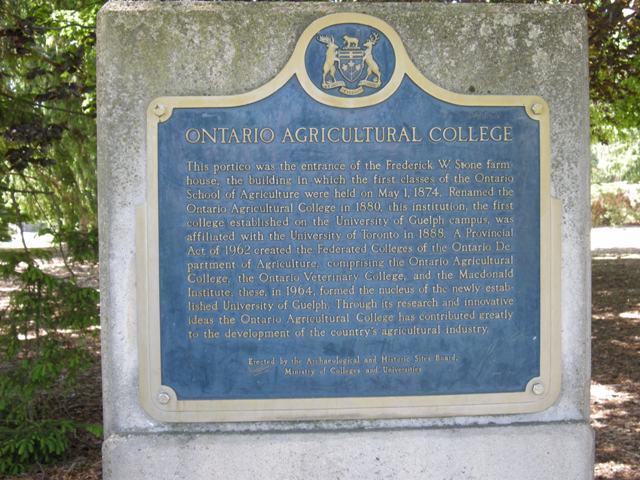 ONTARIO AGRICULTURAL COLLEGE
This portico was the entrance of the Frederick W. Stone farm-
house, the building in which the first classes of the Ontario
School of Agriculture were held on May 1, 1874. Renamed the
Ontario Agricultural College in 1880, this institution, the first
college established on the University of Guelph campus, was
affiliated with the University of Toronto in 1888. A Provincial
Act of 1962 created the Federated Colleges of the Ontario De-
partment of Agriculture, comprising the Ontario Agricultural
College, the Ontario Veterinary College, and the Macdonald
Institute; these, in 1964, formed the nucleus of the newly estab-
lished University of Guelph. Through its research and innovative
ideas the Ontario Agricultural College has contributed greatly
to the development of the country's agricultural industry.
Erected by the Archaeological and Historic Sites Board,
Ministry of Colleges and Universities